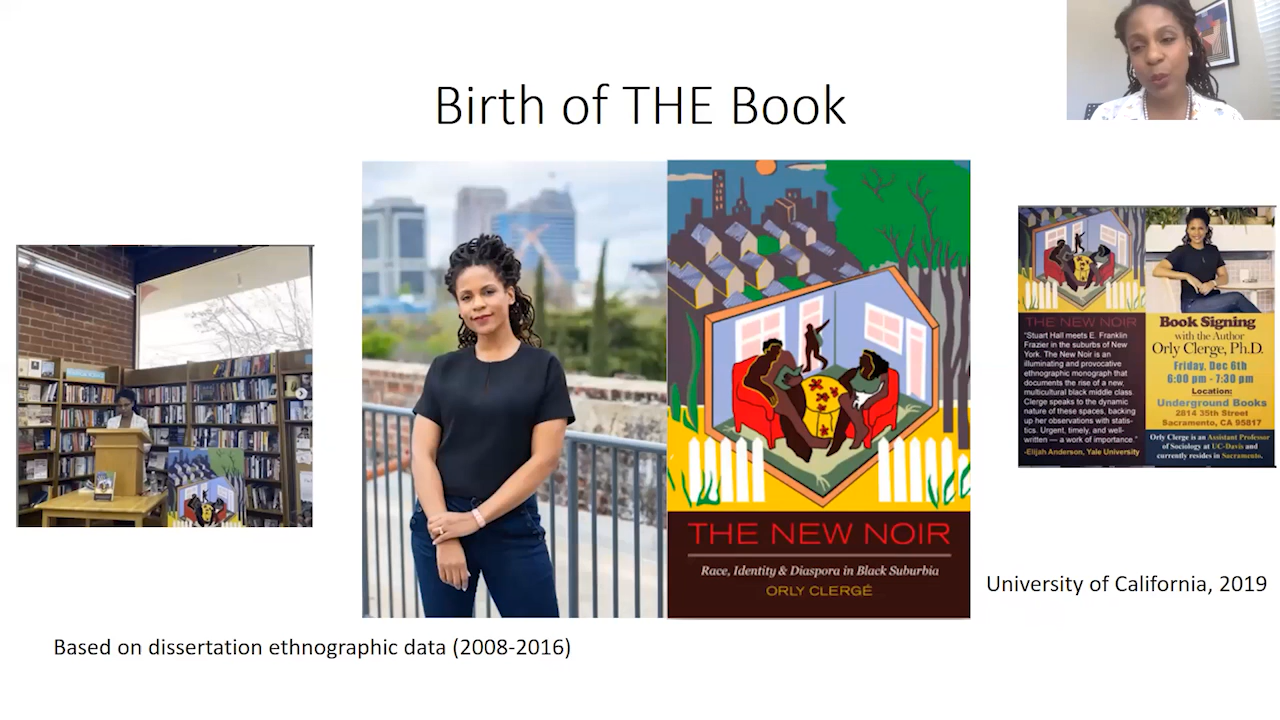 Birth of THE Book
THE NEW NOIR
Race, Identity & Diaspora in Black Suburbia
ORLY CLERGÉ
THE NEW NOIR
"Stuart Hall meets E. Franklin
Frazier in the suburbs of New
York. The New Noir is an
illuminating and provocative
ethnographic monograph that
documents the rise of a new,
multicultural black middle class.
Clerge speaks to the dynamic
nature of these spaces, backing
up her observations with statis-
tics. Urgent, timely, and well-
written — a work of importance."
-Elijah Anderson, Yale University
Book Signing
with the Author
Orly Clerge, Ph.D.
Friday, Dec 6th
6:00 pm - 7:30 pm
Location:
Underground Books
2814 35th Street
Sacramento, CA 95817
Orly Clerge is an Assistant Professor
of Sociology at UC-Davis and
currently resides in Sacramento.
University of California, 2019
Based on dissertation ethnographic data (2008-2016)